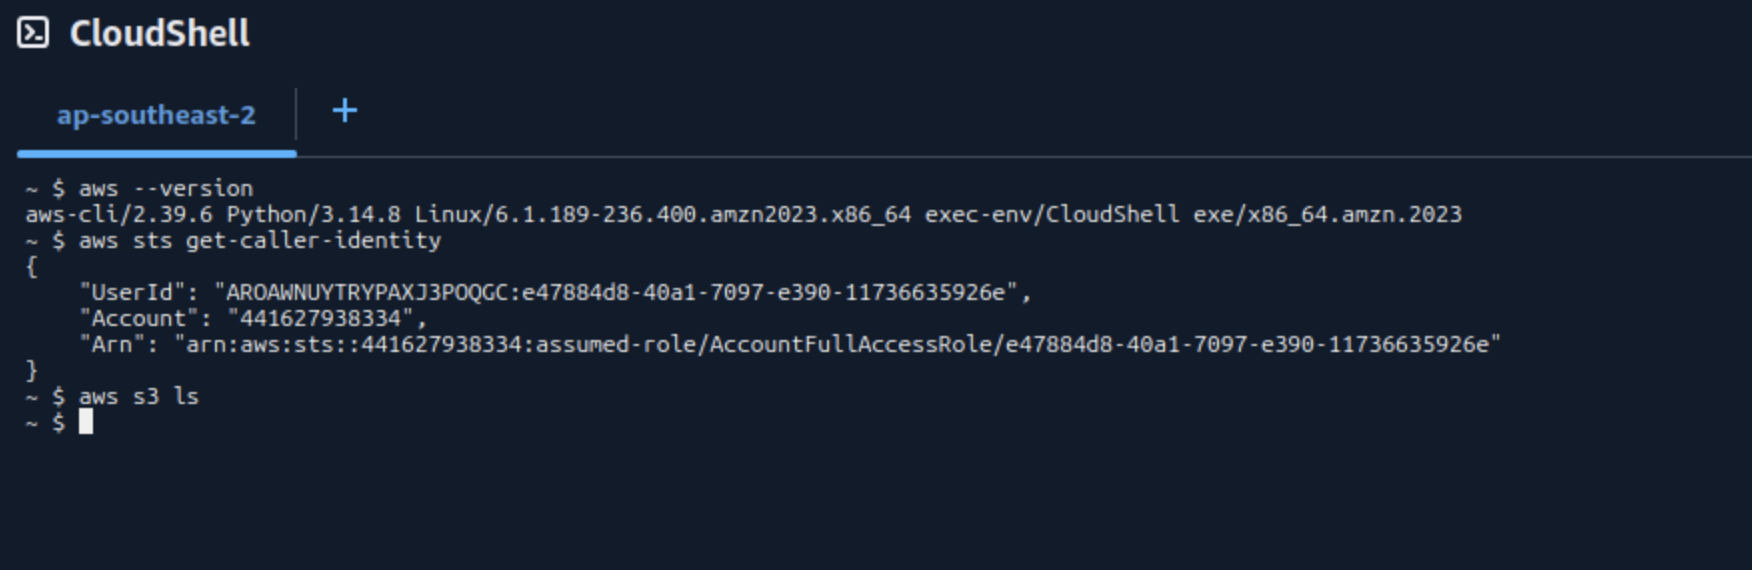 CloudShell
ap-southeast-2 +
~ $ aws --version
aws-cli/2.39.6 Python/3.14.8 Linux/6.1.189-236.400.amzn2023.x86_64 exec-env/CloudShell exe/x86_64.amzn.2023
~ $ aws sts get-caller-identity
{
    "UserId": "AROAWNUYTRYPAXJ3POQGC:e47884d8-40a1-7097-e390-11736635926e",
    "Account": "441627938334",
    "Arn": "arn:aws:sts::441627938334:assumed-role/AccountFullAccessRole/e47884d8-40a1-7097-e390-11736635926e"
}
~ $ aws s3 ls
~ $